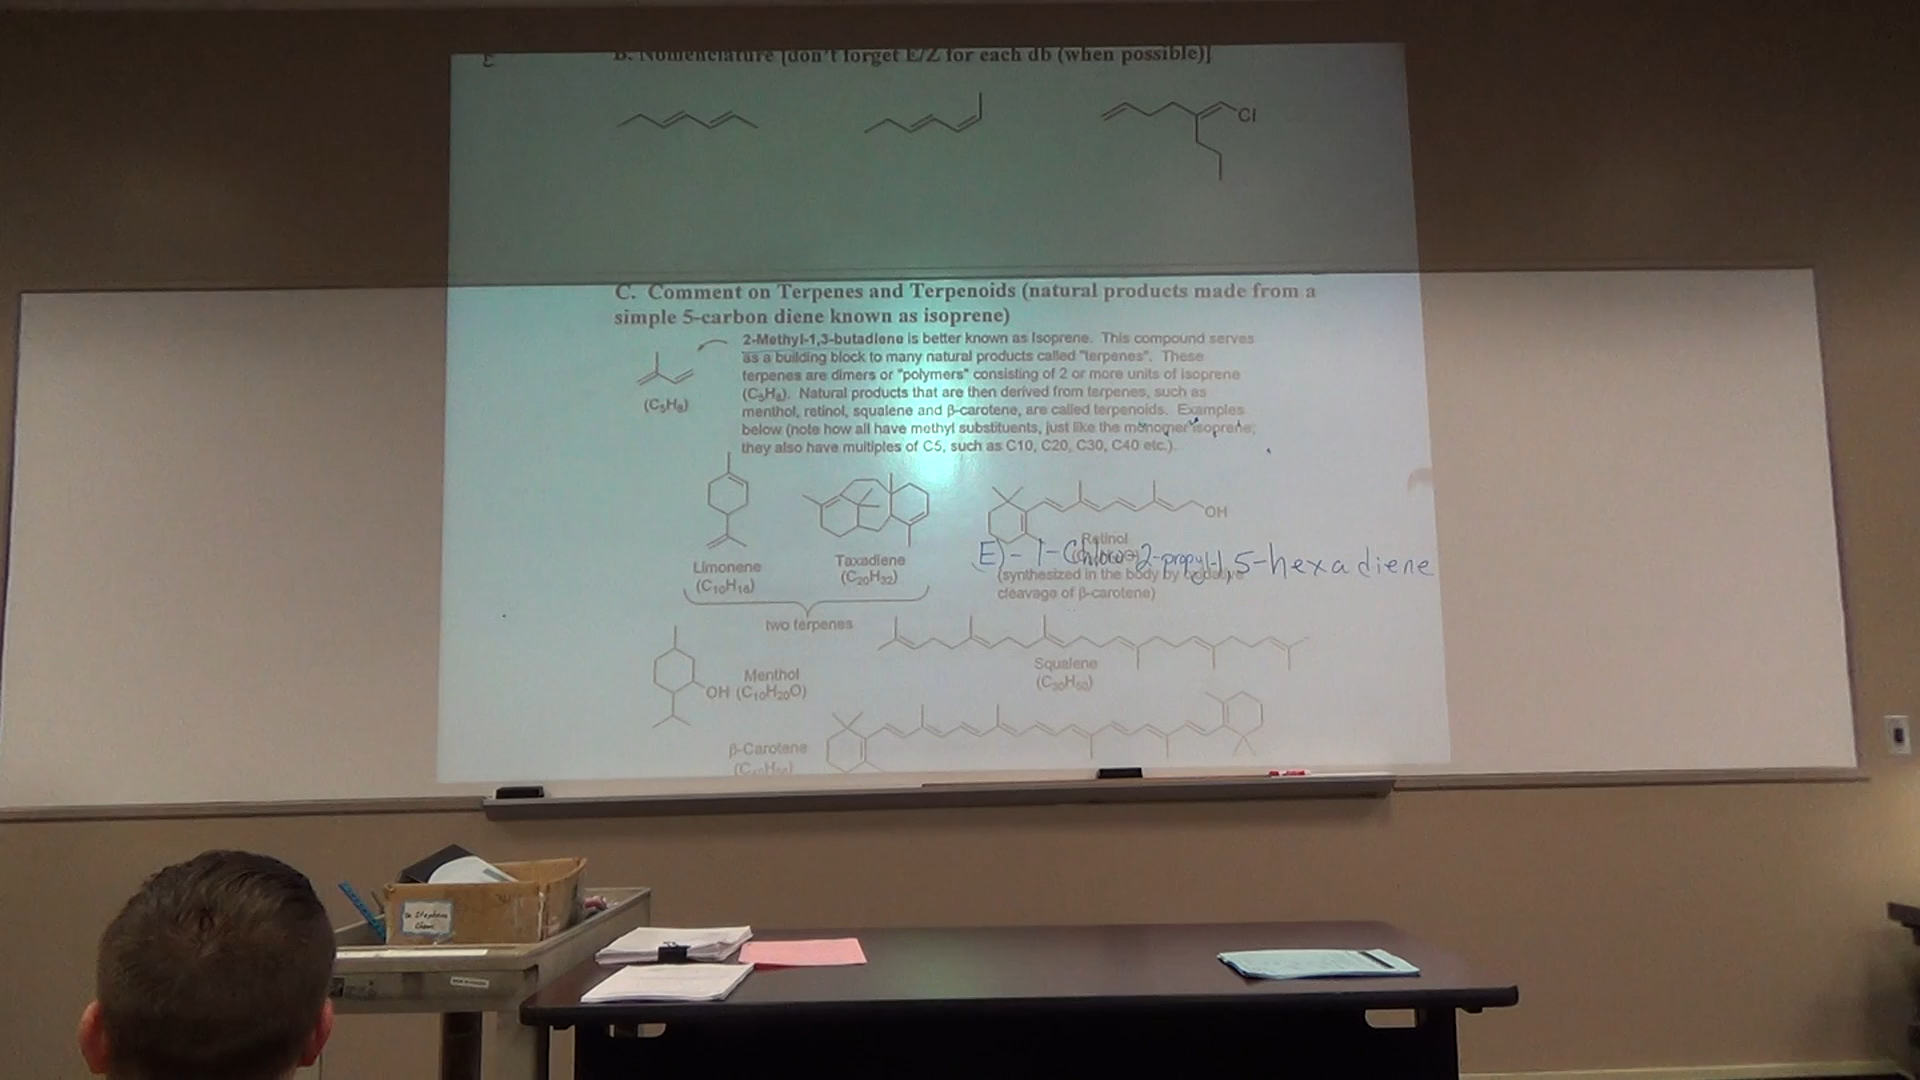 B. Nomenclature [don't forget E/Z for each db (when possible)]
Cl
C. Comment on Terpenes and Terpenoids (natural products made from a
simple 5-carbon diene known as isoprene)
2-Methyl-1,3-butadiene is better known as Isoprene. This compound serves
as a building block to many natural products called "terpenes". These
terpenes are dimers or "polymers" consisting of 2 or more units of isoprene
(C₅H₈). Natural products that are then derived from terpenes, such as
menthol, retinol, squalene and β-carotene, are called terpenoids. Examples
below (note how all have methyl substituents, just like the monomer isoprene;
they also have multiples of C5, such as C10, C20, C30, C40 etc.).
(C₅H₈)
OH
Retinol
E)-1-Chloro-2-propyl-1,5-hexadiene
(synthesized in the body by oxidative
cleavage of β-carotene)
Limonene
(C₁₀H₁₆)
Taxadiene
(C₂₀H₃₂)
two terpenes
Squalene
(C₃₀H₅₀)
Menthol
OH (C₁₀H₂₀O)
β-Carotene
Dr. Stephens
Chem